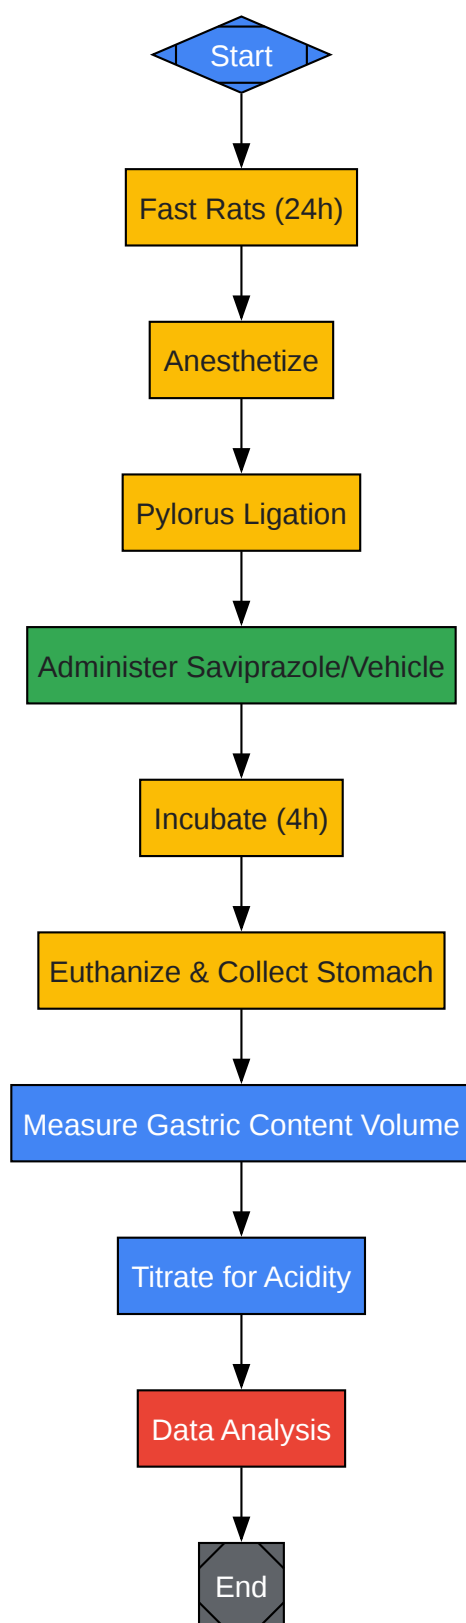 Start
Fast Rats (24h)
Anesthetize
Pylorus Ligation
Administer Saviprazole/Vehicle
Incubate (4h)
Euthanize & Collect Stomach
Measure Gastric Content Volume
Titrate for Acidity
Data Analysis
End